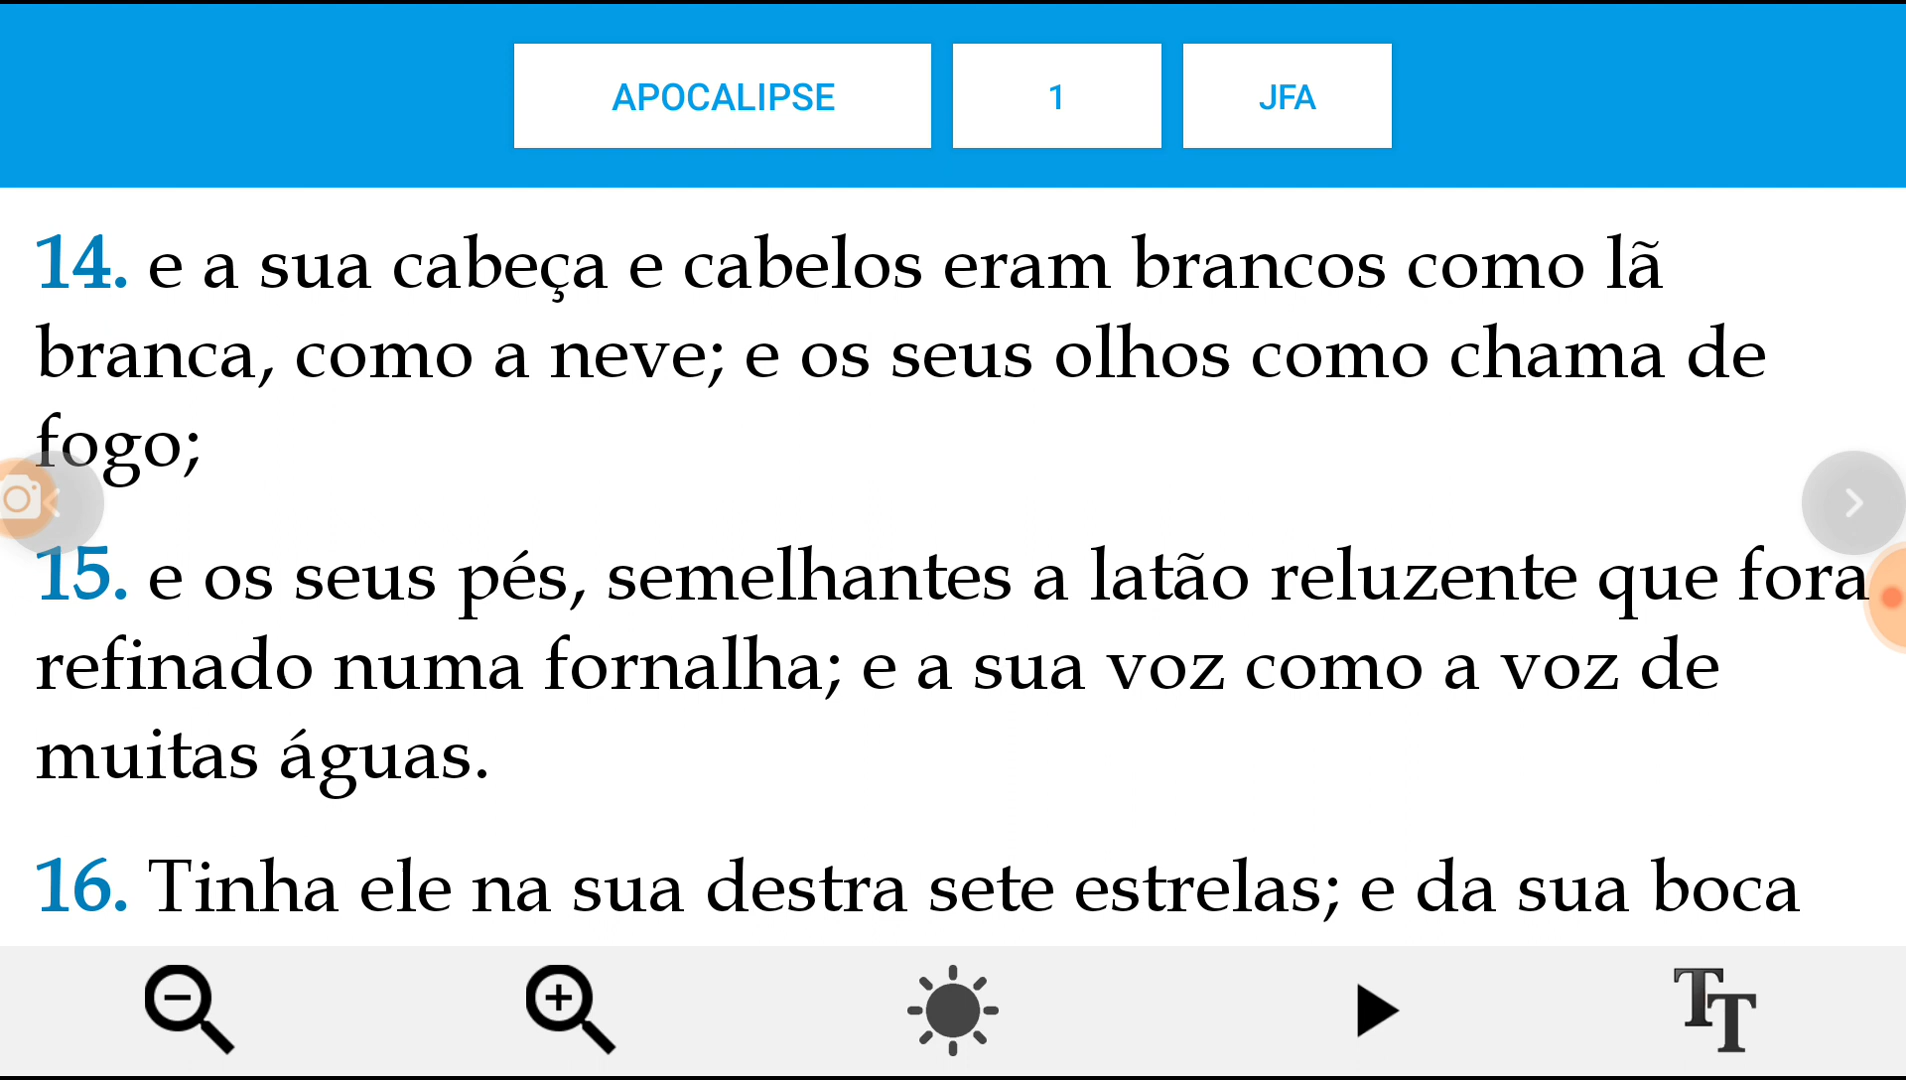 APOCALIPSE 1 JFA
14. e a sua cabeça e cabelos eram brancos como lã
branca, como a neve; e os seus olhos como chama de
fogo;
15. e os seus pés, semelhantes a latão reluzente que fora
refinado numa fornalha; e a sua voz como a voz de
muitas águas.
16. Tinha ele na sua destra sete estrelas; e da sua boca
TT